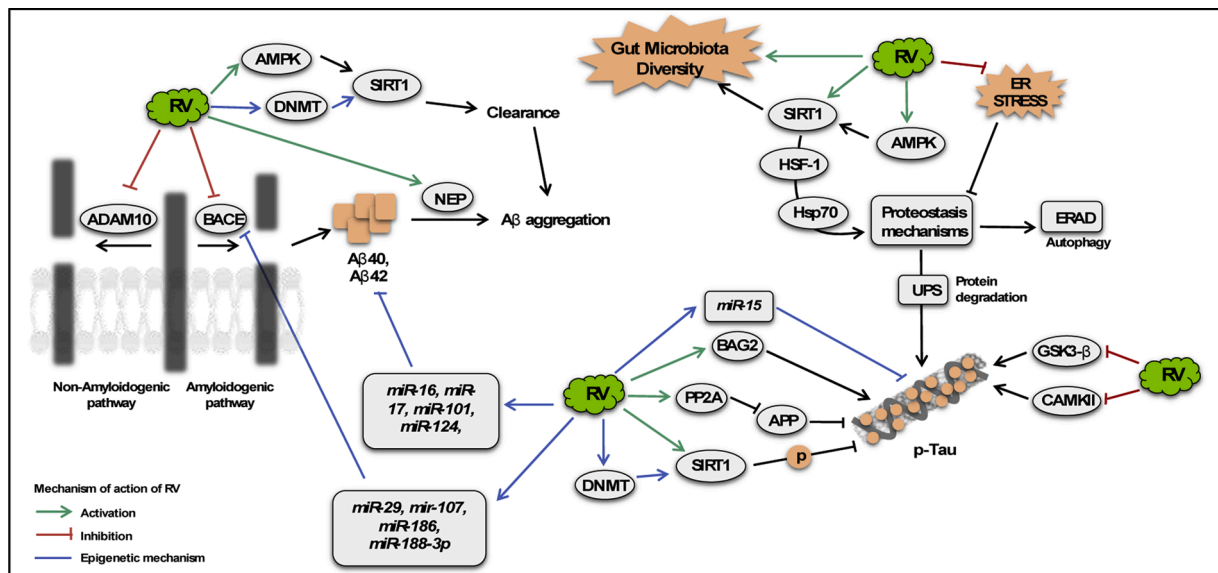 AMPK
RV
DNMT
SIRT1
Clearance
NEP
ADAM10
BACE
Aβ aggregation
Aβ40,
Aβ42
Non-Amyloidogenic
pathway
Amyloidogenic
pathway
Gut Microbiota
Diversity
RV
ER
STRESS
SIRT1
AMPK
HSF-1
Hsp70
Proteostasis
mechanisms
ERAD
Autophagy
UPS
Protein
degradation
miR-15
BAG2
RV
PP2A
APP
SIRT1
p
DNMT
p-Tau
GSK3-β
CAMKII
RV
miR-16, miR-
17, miR-101,
miR-124,
miR-29, mir-107,
miR-186,
miR-188-3p
Mechanism of action of RV
Activation
Inhibition
Epigenetic mechanism